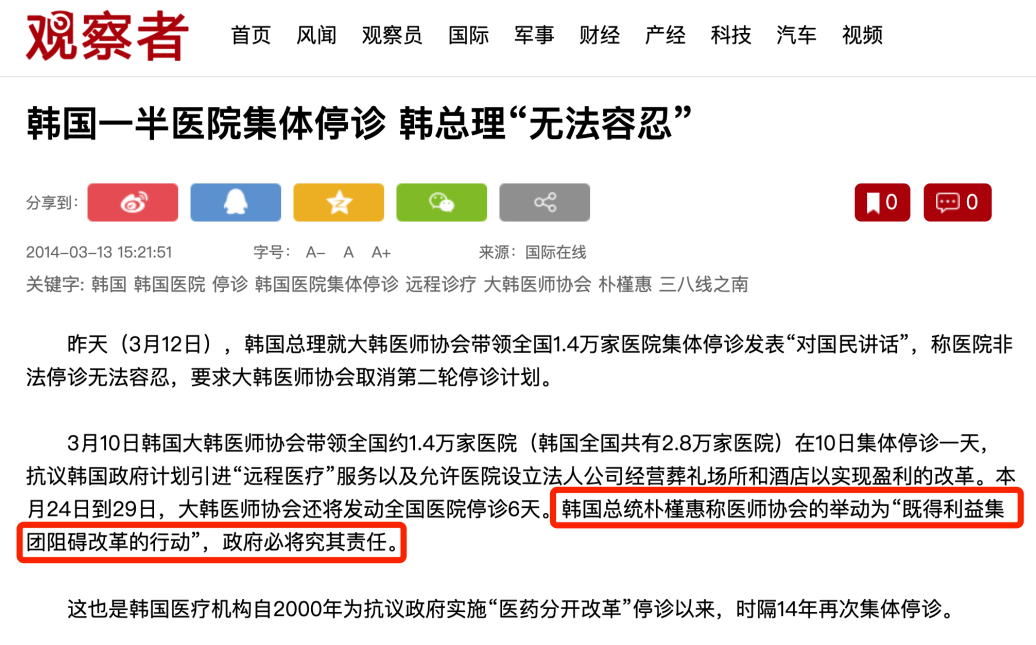 观察者
首页 风闻 观察员 国际 军事 财经 产经 科技 汽车 视频
韩国一半医院集体停诊 韩总理“无法容忍”
分享到:
0 0
2014-03-13 15:21:51 字号: A- A A+ 来源: 国际在线
关键字: 韩国 韩国医院 停诊 韩国医院集体停诊 远程诊疗 大韩医师协会 朴槿惠 三八线之南
昨天（3月12日），韩国总理就大韩医师协会带领全国1.4万家医院集体停诊发表“对国民讲话”，称医院非
法停诊无法容忍，要求大韩医师协会取消第二轮停诊计划。
3月10日韩国大韩医师协会带领全国约1.4万家医院（韩国全国共有2.8万家医院）在10日集体停诊一天，
抗议韩国政府计划引进“远程医疗”服务以及允许医院设立法人公司经营葬礼场所和酒店以实现盈利的改革。本
月24日到29日，大韩医师协会还将发动全国医院停诊6天。韩国总统朴槿惠称医师协会的举动为“既得利益集
团阻碍改革的行动”，政府必将究其责任。
这也是韩国医疗机构自2000年为抗议政府实施“医药分开改革”停诊以来，时隔14年再次集体停诊。